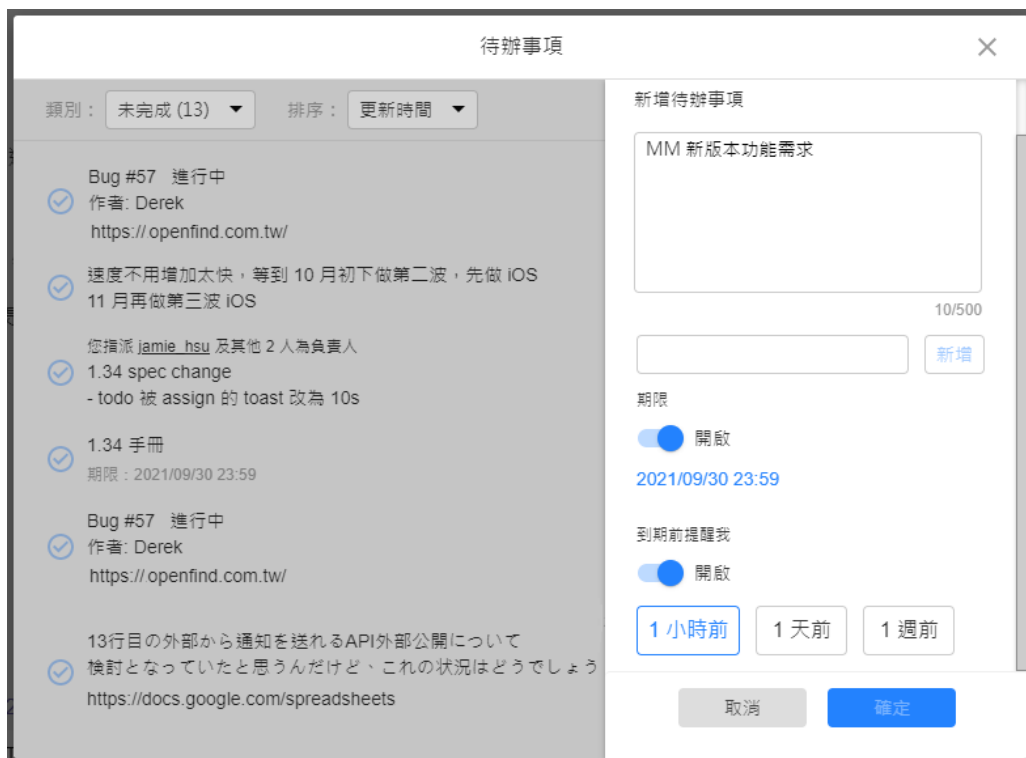 待辦事項
類別：
未完成 (13)
排序：
更新時間
Bug #57 進行中
作者: Derek
https://openfind.com.tw/
速度不用增加太快，等到 10 月初下做第二波，先做 iOS
11 月再做第三波 iOS
您指派 jamie_hsu 及其他 2 人為負責人
1.34 spec change
- todo 被 assign 的 toast 改為 10s
1.34 手冊
期限：2021/09/30 23:59
Bug #57 進行中
作者: Derek
https://openfind.com.tw/
13行目の外部から通知を送れるAPI外部公開について
検討となっていたと思うんだけど、これの状況はどうでしょう
https://docs.google.com/spreadsheets
新增待辦事項
MM 新版本功能需求
10/500
新增
期限
開啟
2021/09/30 23:59
到期前提醒我
開啟
1 小時前
1 天前
1 週前
取消
確定